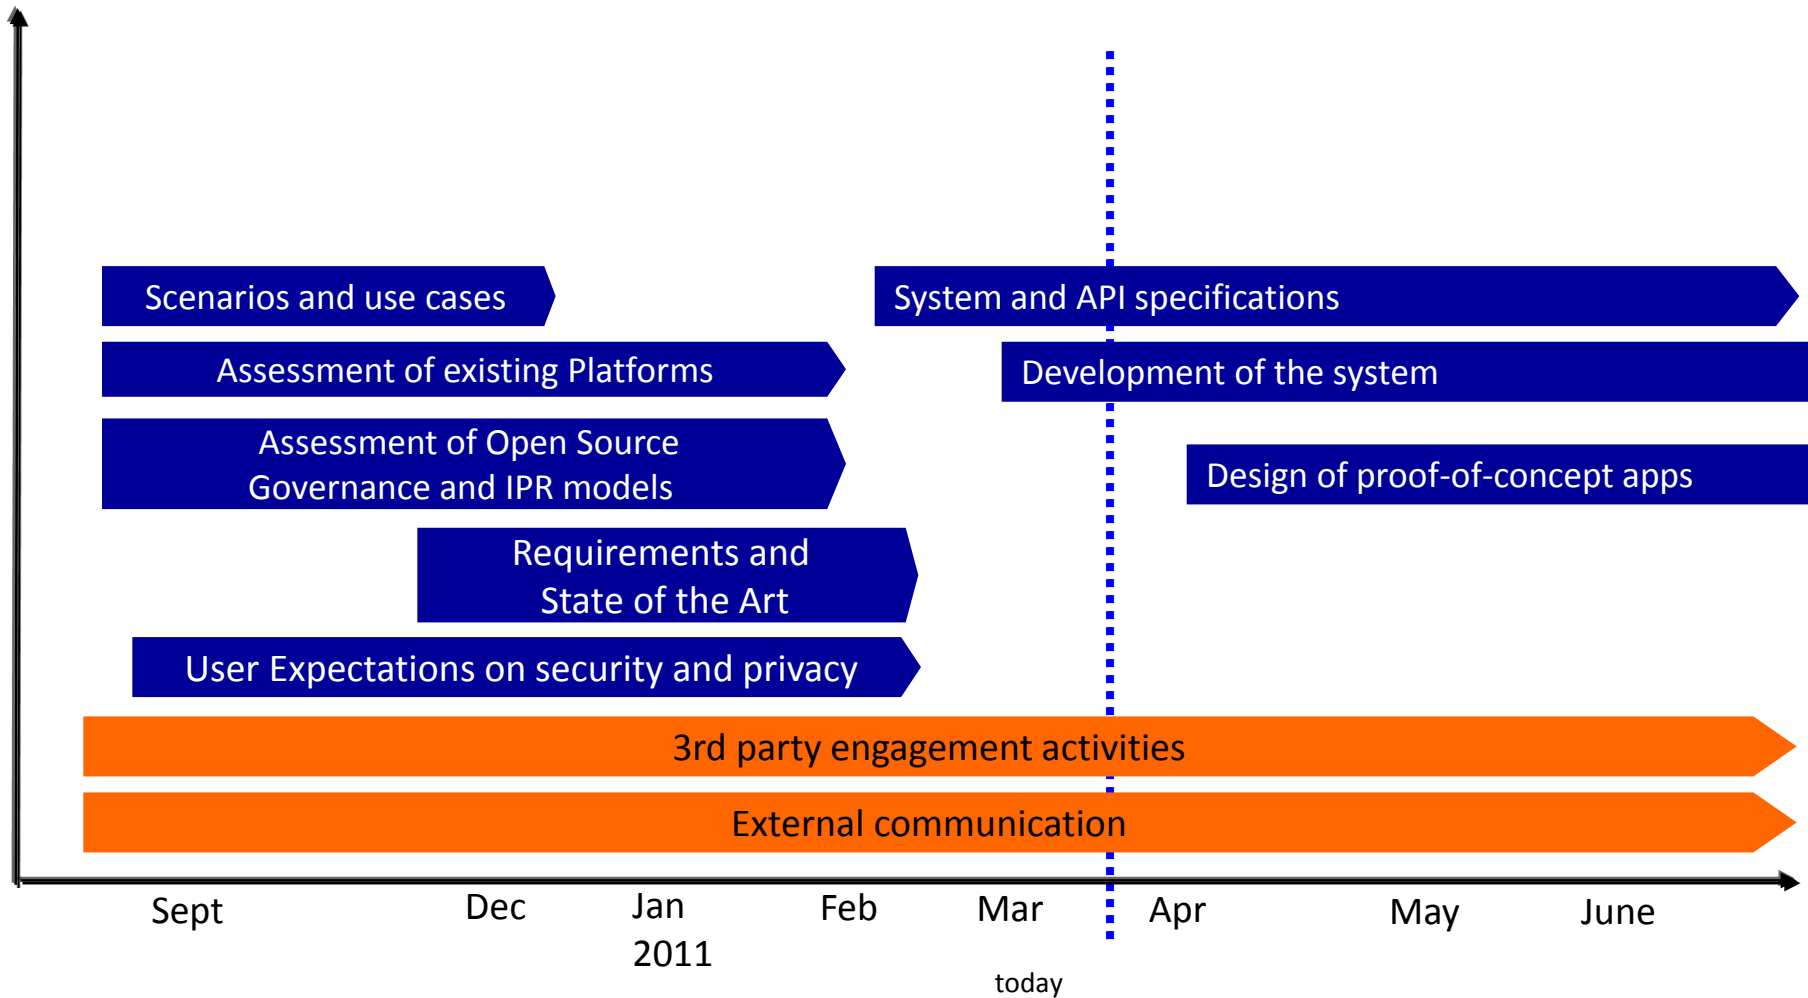 Scenarios and use cases
System and API specifications
Assessment of existing Platforms
Development of the system
Assessment of Open Source
Governance and IPR models
Design of proof-of-concept apps
Requirements and
State of the Art
User Expectations on security and privacy
3rd party engagement activities
External communication
Sept
Dec
Jan
2011
Feb
Mar
Apr
May
June
today